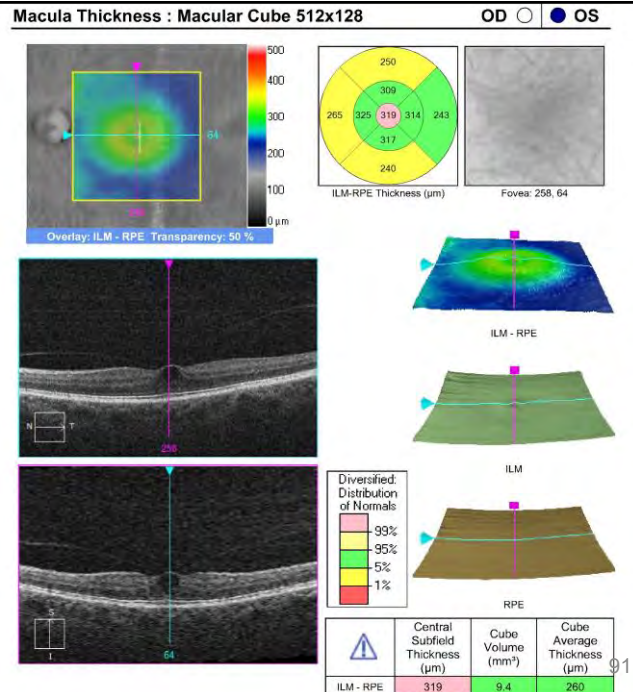 Macula Thickness : Macular Cube 512x128 OD OS
500
400
300
200
100
0 µm
64
258
Overlay: ILM - RPE Transparency: 50 %
250
309
265 325 319 314 243
317
240
ILM-RPE Thickness (µm)
Fovea: 258, 64
ILM - RPE
N T
258
ILM
Diversified:
Distribution
of Normals
99%
95%
5%
1%
S
I
64
RPE
Central Subfield Thickness (µm) Cube Volume (mm³) Cube Average Thickness (µm)
ILM - RPE 319 9.4 260
91